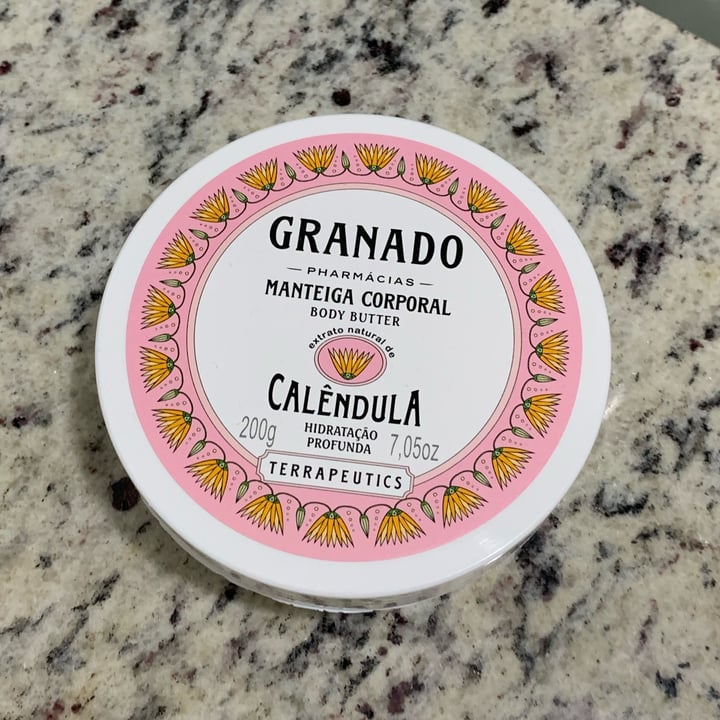 GRANADO
PHARMÁCIAS
MANTEIGA CORPORAL
BODY BUTTER
extrato natural de
CALÊNDULA
200g HIDRATAÇÃO PROFUNDA 7,05oz
TERRAPEUTICS